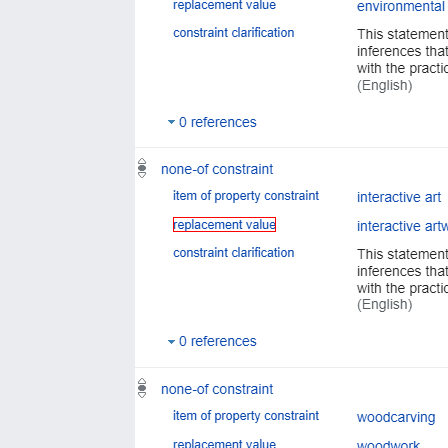 replacement value environmental
constraint clarification This statement
inferences that
with the practic
(English)
0 references
none-of constraint
item of property constraint interactive art
replacement value interactive artw
constraint clarification This statement
inferences that
with the practic
(English)
0 references
none-of constraint
item of property constraint woodcarving
replacement value woodwork